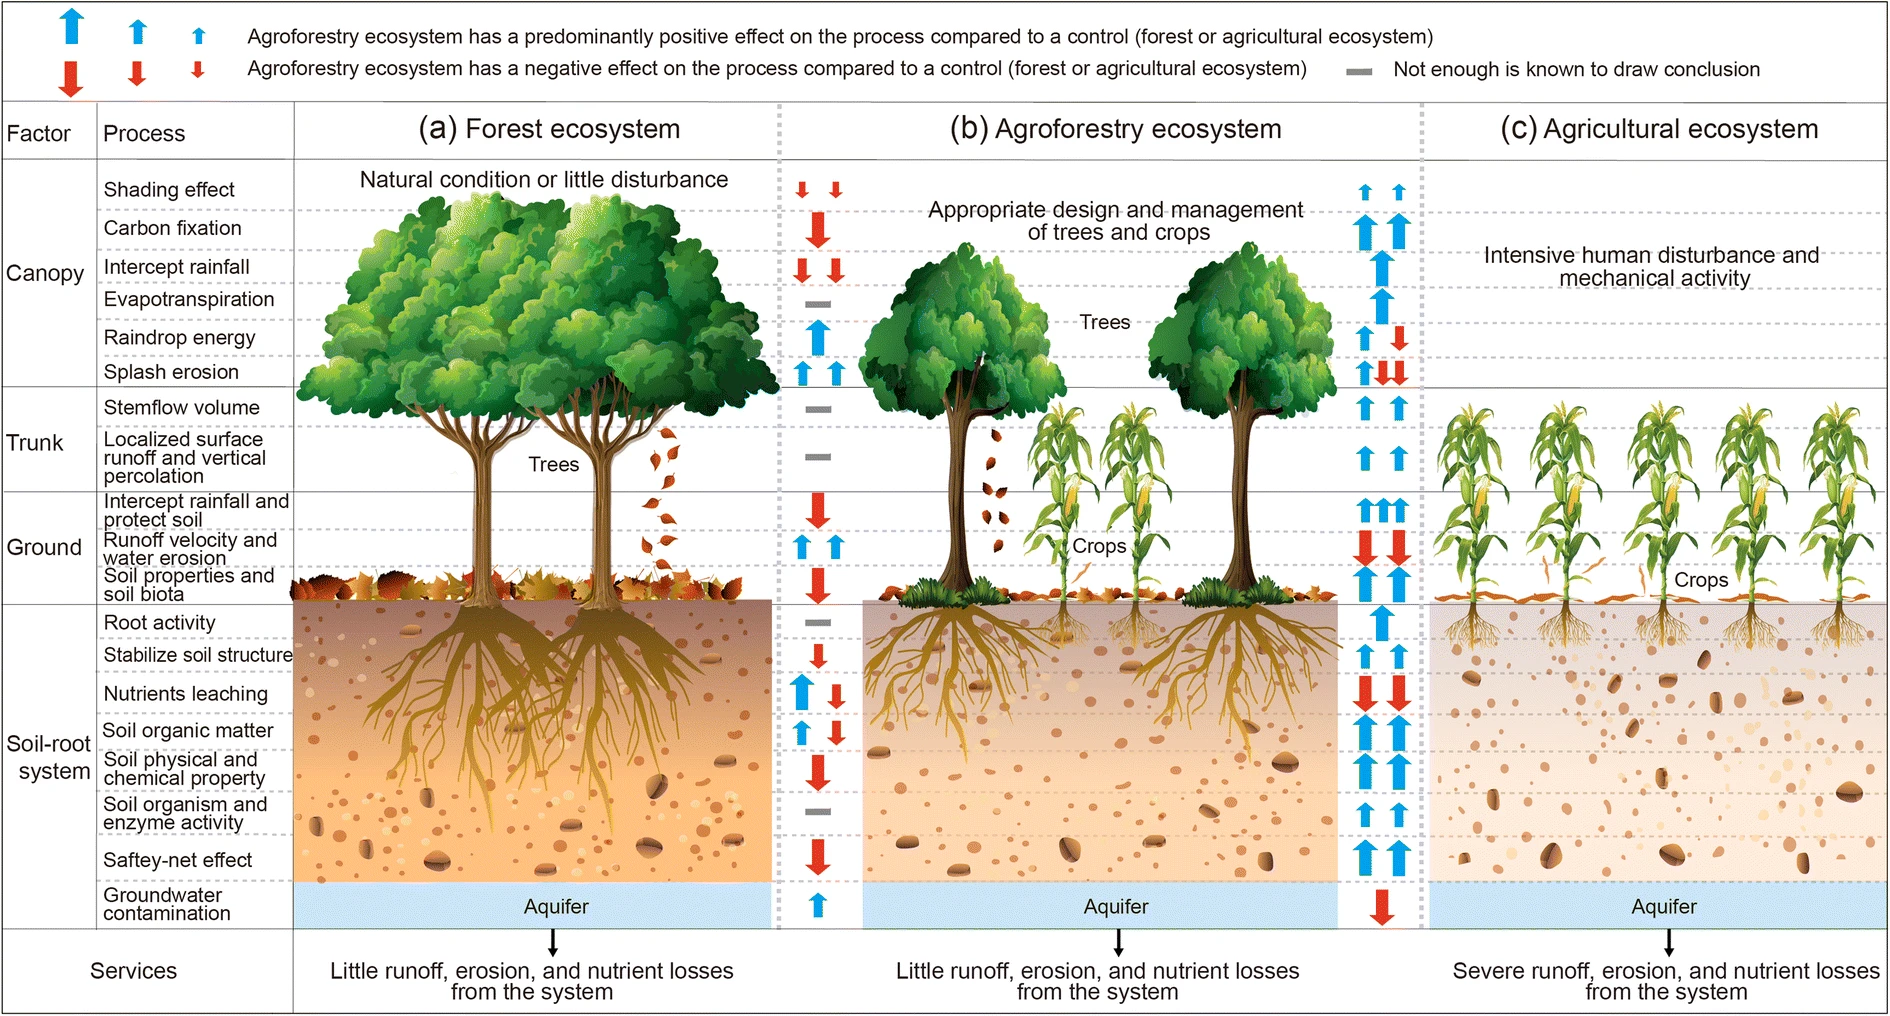 Agroforestry ecosystem has a predominantly positive effect on the process compared to a control (forest or agricultural ecosystem)
Agroforestry ecosystem has a negative effect on the process compared to a control (forest or agricultural ecosystem)
Not enough is known to draw conclusion
Factor
Process
(a) Forest ecosystem
(b) Agroforestry ecosystem
(c) Agricultural ecosystem
Canopy
Shading effect
Carbon fixation
Intercept rainfall
Evapotranspiration
Raindrop energy
Splash erosion
Trunk
Stemflow volume
Localized surface
runoff and vertical
percolation
Ground
Intercept rainfall and
protect soil
Runoff velocity and
water erosion
Soil properties and
soil biota
Soil-root
system
Root activity
Stabilize soil structure
Nutrients leaching
Soil organic matter
Soil physical and
chemical property
Soil organism and
enzyme activity
Saftey-net effect
Groundwater
contamination
Natural condition or little disturbance
Trees
Aquifer
Appropriate design and management
of trees and crops
Trees
Crops
Aquifer
Intensive human disturbance and
mechanical activity
Crops
Aquifer
Services
Little runoff, erosion, and nutrient losses
from the system
Little runoff, erosion, and nutrient losses
from the system
Severe runoff, erosion, and nutrient losses
from the system